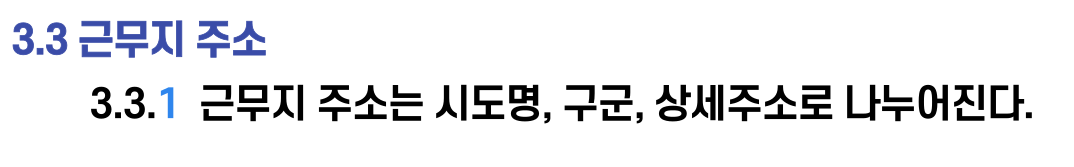 3.3 근무지 주소
3.3.1 근무지 주소는 시도명, 구군, 상세주소로 나누어진다.